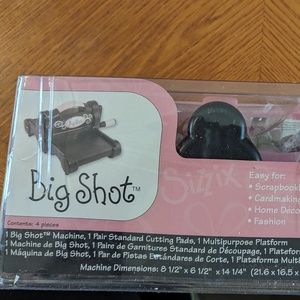 Big Shot™
Sizzix
Easy for:
• Scrapbooki
• Cardmaking
• Home Déco
• Fashion
Contents: 4 pieces
1 Big Shot™ Machine, 1 Pair Standard Cutting Pads, 1 Multipurpose Platform
1 Machine de Big Shot, 1 Paire de Garnitures Standard de Découpage, 1 Platefor
1 Máquina de Big Shot, 1 Par de Pistas Estándares de Corte, 1 Plataforma Multi
Machine Dimensions: 8 1/2" x 6 1/2" x 14 1/4" (21.6 x 16.5 x